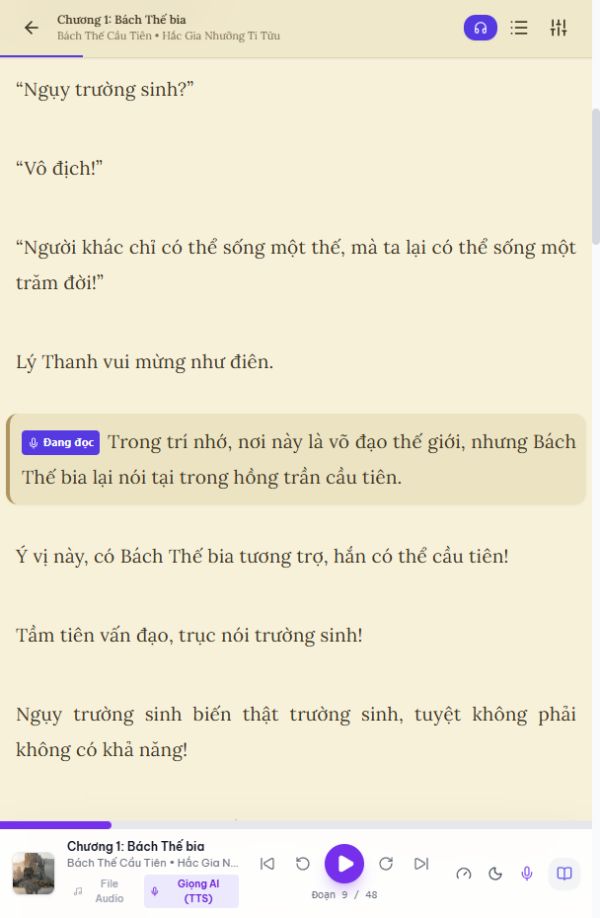 Chương 1: Bách Thế bia
Bách Thế Cầu Tiên • Hắc Gia Nhưỡng Ti Tửu
“Ngụy trường sinh?”
“Vô địch!”
“Người khác chỉ có thể sống một thế, mà ta lại có thể sống một
trăm đời!”
Lý Thanh vui mừng như điên.
Đang đọc Trong trí nhớ, nơi này là võ đạo thế giới, nhưng Bách
Thế bia lại nói tại trong hồng trần cầu tiên.
Ý vị này, có Bách Thế bia tương trợ, hắn có thể cầu tiên!
Tầm tiên vấn đạo, trục nói trường sinh!
Ngụy trường sinh biến thật trường sinh, tuyệt không phải
không có khả năng!
Chương 1: Bách Thế bia
Bách Thế Cầu Tiên • Hắc Gia N...
File
Audio
Giọng AI
(TTS)
Đoạn 9 / 48